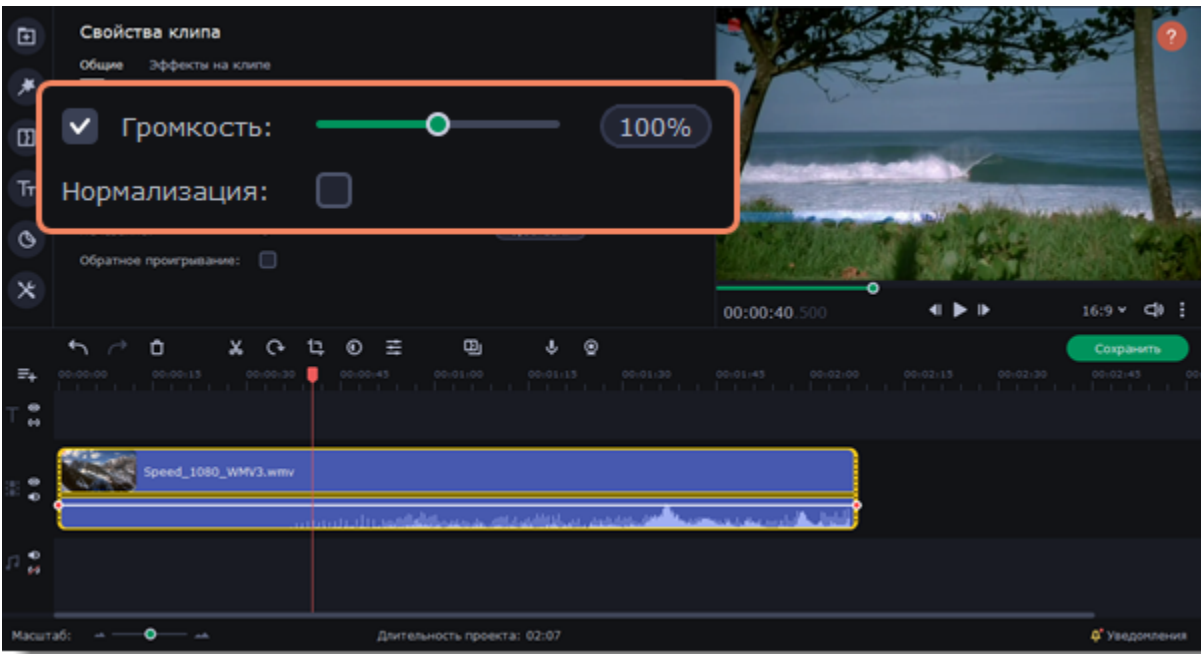 Свойства клипа
Общие Эффекты на клипе
?
Громкость: 100%
Нормализация:
Обратное проигрывание:
00:00:40.500 16:9
Сохранить
00:00:00 00:00:15 00:00:30 00:00:45 00:01:00 00:01:15 00:01:30 00:01:45 00:02:00 00:02:15 00:02:30 00:02:45
Speed_1080_WMV3.wmv
Масштаб: Длительность проекта: 02:07 Уведомления